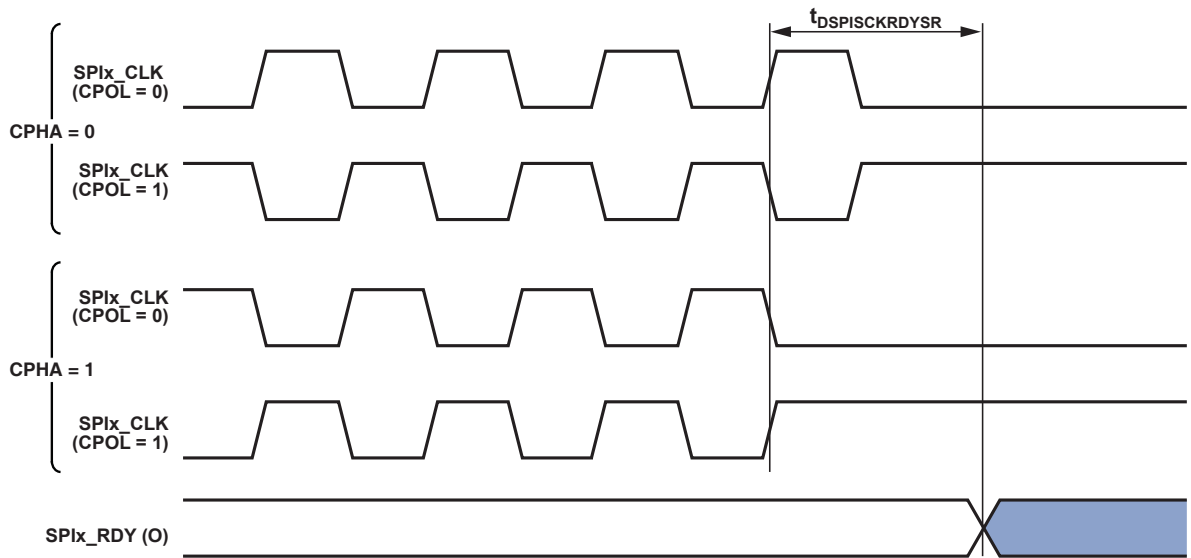 tDSPISCKRDYSR
SPIx_CLK
(CPOL = 0)
CPHA = 0
SPIx_CLK
(CPOL = 1)
SPIx_CLK
(CPOL = 0)
CPHA = 1
SPIx_CLK
(CPOL = 1)
SPIx_RDY (O)